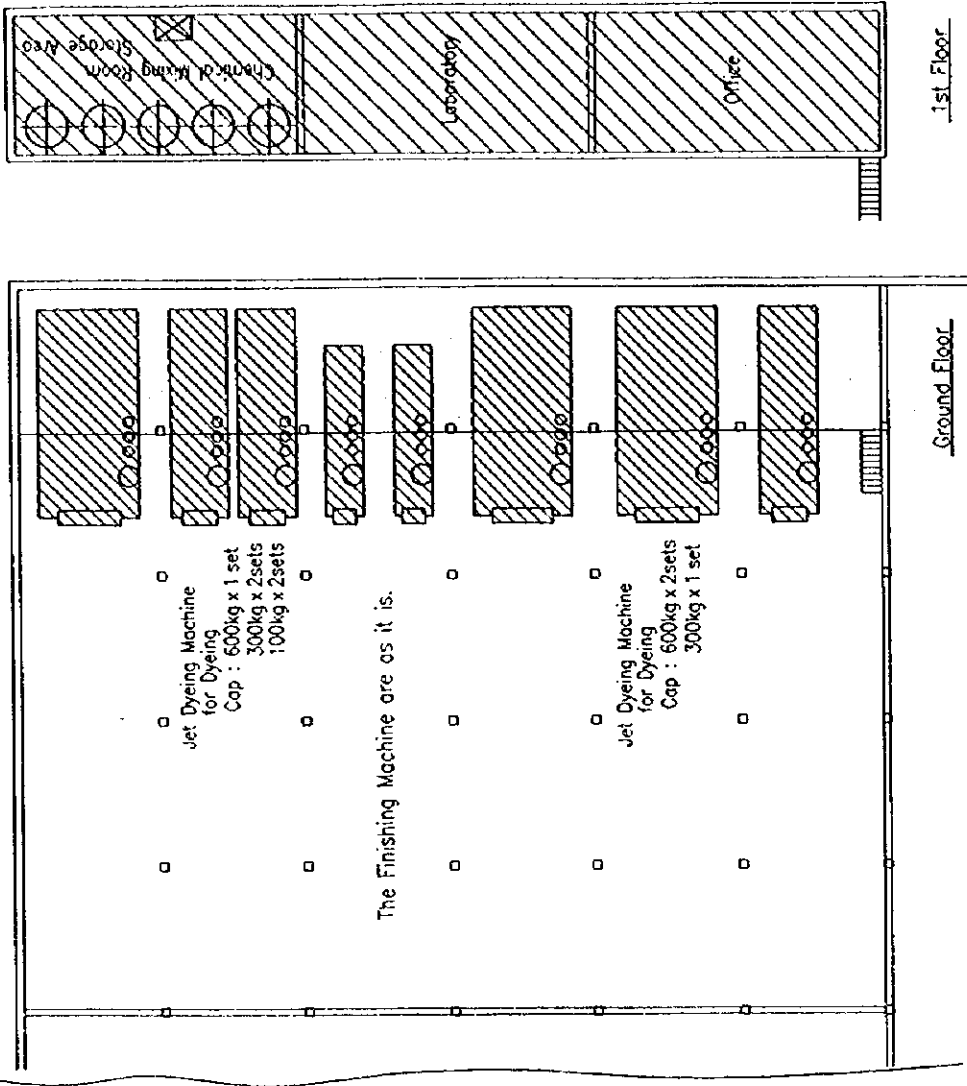 Storage Area
Chemical Mixing Room
Laboratory
Office
1st Floor
Jet Dyeing Machine
for Dyeing
Cap : 600kg x 1 set
300kg x 2sets
100kg x 2sets
The Finishing Machine are as it is.
Jet Dyeing Machine
for Dyeing
Cap : 600kg x 2sets
300kg x 1 set
Ground Floor